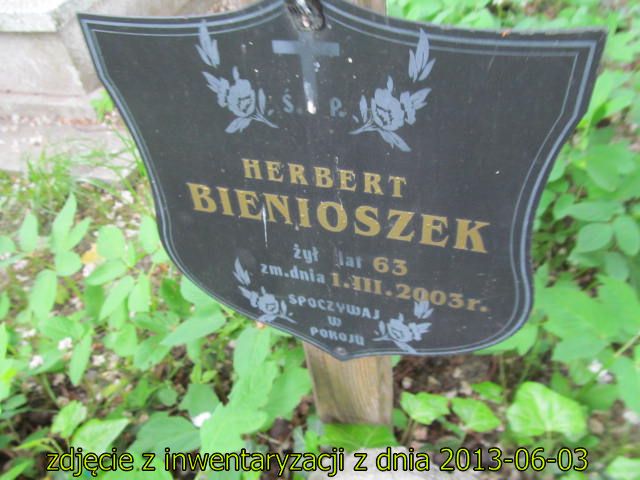 Ś. P.
HERBERT
BIENIOSZEK
żył lat 63
zm.dnia 1.III.2003r.
SPOCZYWAJ
W
POKOJU
zdjęcie z inwentaryzacji z dnia 2013-06-03